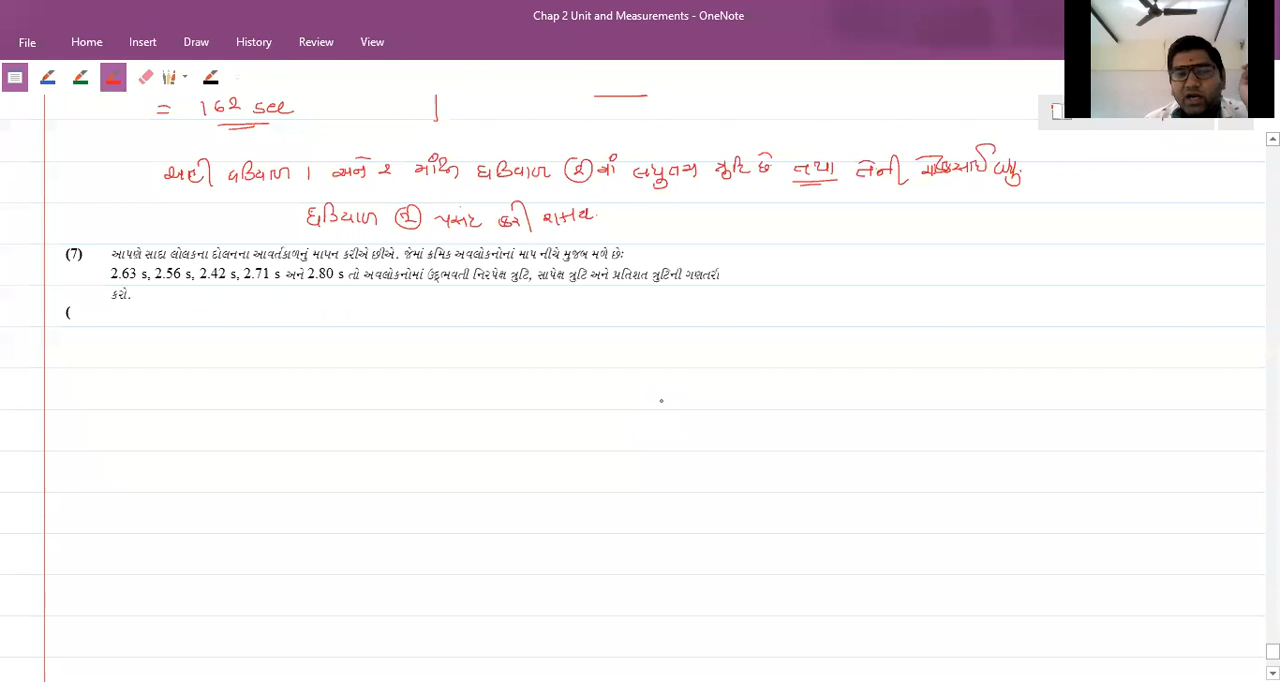 Chap 2 Unit and Measurements - OneNote
File Home Insert Draw History Review View
= 162 sec
અહી ઘડિયાળ 1 અને 2 માંથી ઘડિયાળ (2) માં લઘુતમ ત્રુટિ છે તથા તેની
ઘડિયાળ પસંદ કરી શકાય.
(7) આપણે સાદા લોલકના દોલનના આવર્તકાળનું માપન કરીએ છીએ. જેમાં ક્રમિક અવલોકનોનાં માપ નીચે મુજબ મળે છેઃ
2.63 s, 2.56 s, 2.42 s, 2.71 s અને 2.80 s તો અવલોકનોમાં ઉદ્ભવતી નિરપેક્ષ ત્રુટિ, સાપેક્ષ ત્રુટિ અને પ્રતિશત ત્રુટિની ગણતરી
કરો.
(